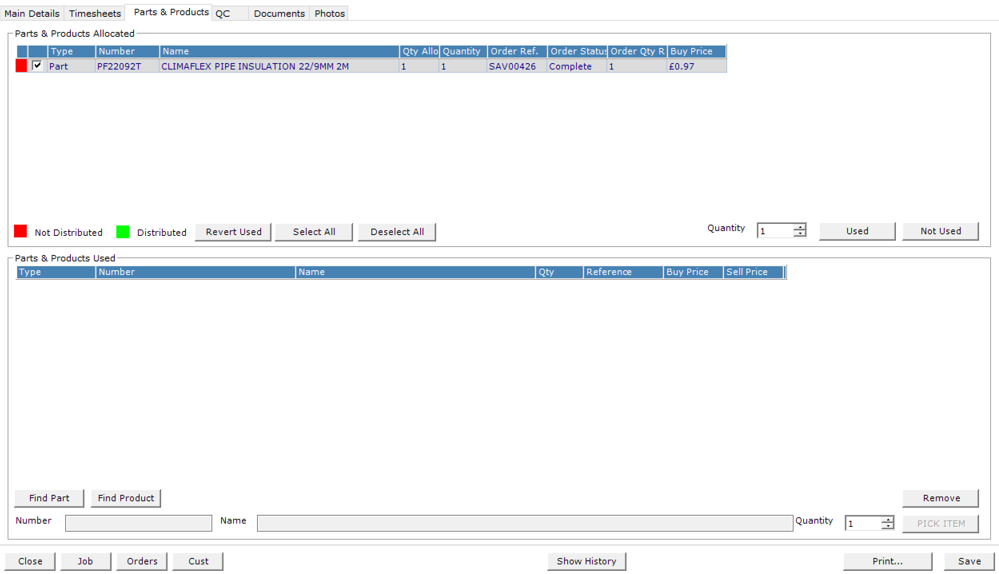 Main Details Timesheets Parts & Products QC Documents Photos
Parts & Products Allocated
Type Number Name Qty Allo Quantity Order Ref. Order Status Order Qty R Buy Price
Part PF22092T CLIMAFLEX PIPE INSULATION 22/9MM 2M 1 1 SAV00426 Complete 1 £0.97
Not Distributed Distributed Revert Used Select All Deselect All Quantity 1 Used Not Used
Parts & Products Used
Type Number Name Qty Reference Buy Price Sell Price
Find Part Find Product Remove
Number Name Quantity 1 PICK ITEM
Close Job Orders Cust Show History Print... Save